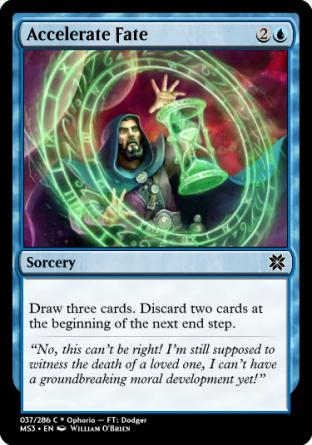 Accelerate Fate 2
Sorcery
Draw three cards. Discard two cards at
the beginning of the next end step.
“No, this can't be right! I'm still supposed to
witness the death of a loved one, I can't have
a groundbreaking moral development yet!”
037/286 C * Ophorio — FT: Dodger
MS3 • EN William O'Brien